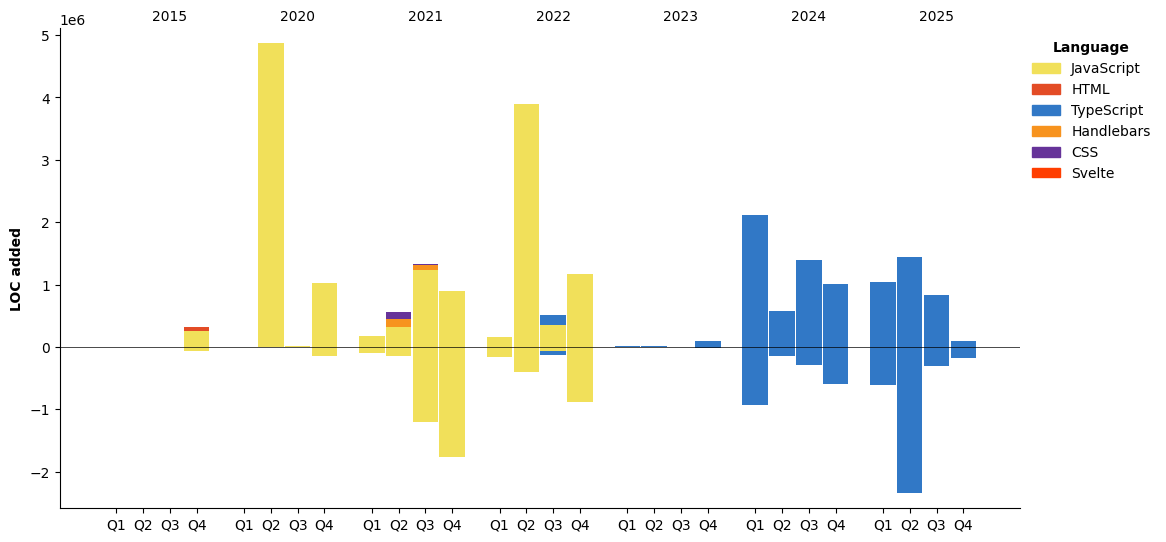 1e6
2015 2020 2021 2022 2023 2024 2025
5
4
3
2
1
0
−1
−2
LOC added
Q1 Q2 Q3 Q4 Q1 Q2 Q3 Q4 Q1 Q2 Q3 Q4 Q1 Q2 Q3 Q4 Q1 Q2 Q3 Q4 Q1 Q2 Q3 Q4 Q1 Q2 Q3 Q4
Language
JavaScript
HTML
TypeScript
Handlebars
CSS
Svelte